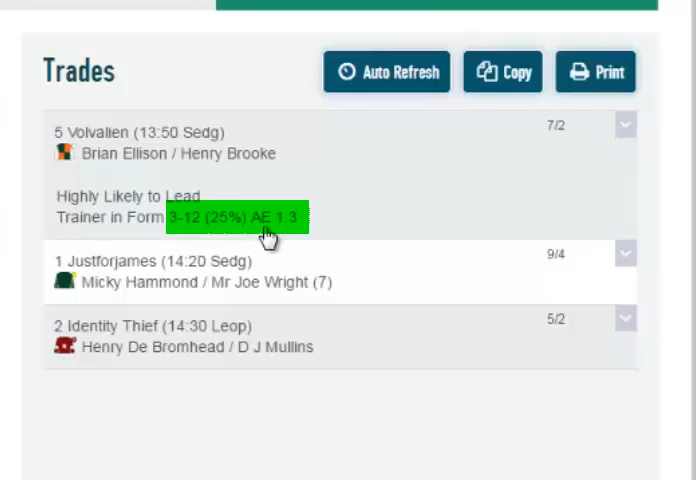 Trades
Auto Refresh
Copy
Print
5 Volvalien (13:50 Sedg)
7/2
Brian Ellison / Henry Brooke
Highly Likely to Lead
Trainer in Form 3-12 (25%) AE 1.3
1 Justforjames (14:20 Sedg)
9/4
Micky Hammond / Mr Joe Wright (7)
2 Identity Thief (14:30 Leop)
5/2
Henry De Bromhead / D J Mullins